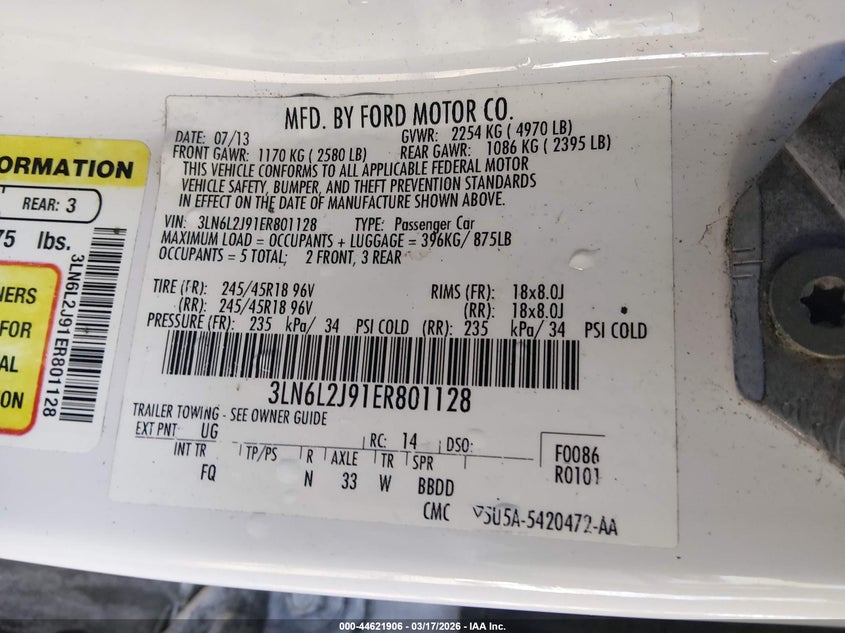 MFD. BY FORD MOTOR CO.
DATE: 07/13 GVWR: 2254 KG ( 4970 LB)
FRONT GAWR: 1170 KG ( 2580 LB) REAR GAWR: 1086 KG ( 2395 LB)
THIS VEHICLE CONFORMS TO ALL APPLICABLE FEDERAL MOTOR
VEHICLE SAFETY, BUMPER, AND THEFT PREVENTION STANDARDS
IN EFFECT ON THE DATE OF MANUFACTURE SHOWN ABOVE.
VIN: 3LN6L2J91ER801128 TYPE: Passenger Car
MAXIMUM LOAD = OCCUPANTS + LUGGAGE = 396KG/ 875LB
OCCUPANTS = 5 TOTAL; 2 FRONT, 3 REAR
TIRE (FR): 245/45R18 96V RIMS (FR): 18x8.0J
(RR): 245/45R18 96V (RR): 18x8.0J
PRESSURE (FR): 235 kPa/ 34 PSI COLD (RR): 235 kPa/ 34 PSI COLD
3LN6L2J91ER801128
TRAILER TOWING - SEE OWNER GUIDE
EXT PNT UG RC: 14 DSO:
INT TR TP/PS R AXLE TR SPR F0086
FQ N 33 W BBDD R0101
CMC 5U5A-5420472-AA
ORMATION
REAR: 3
75 lbs.
3LN6L2J91ER801128
NERS
FOR
AL
ON
000-44621906 - 03/17/2026 - IAA Inc.